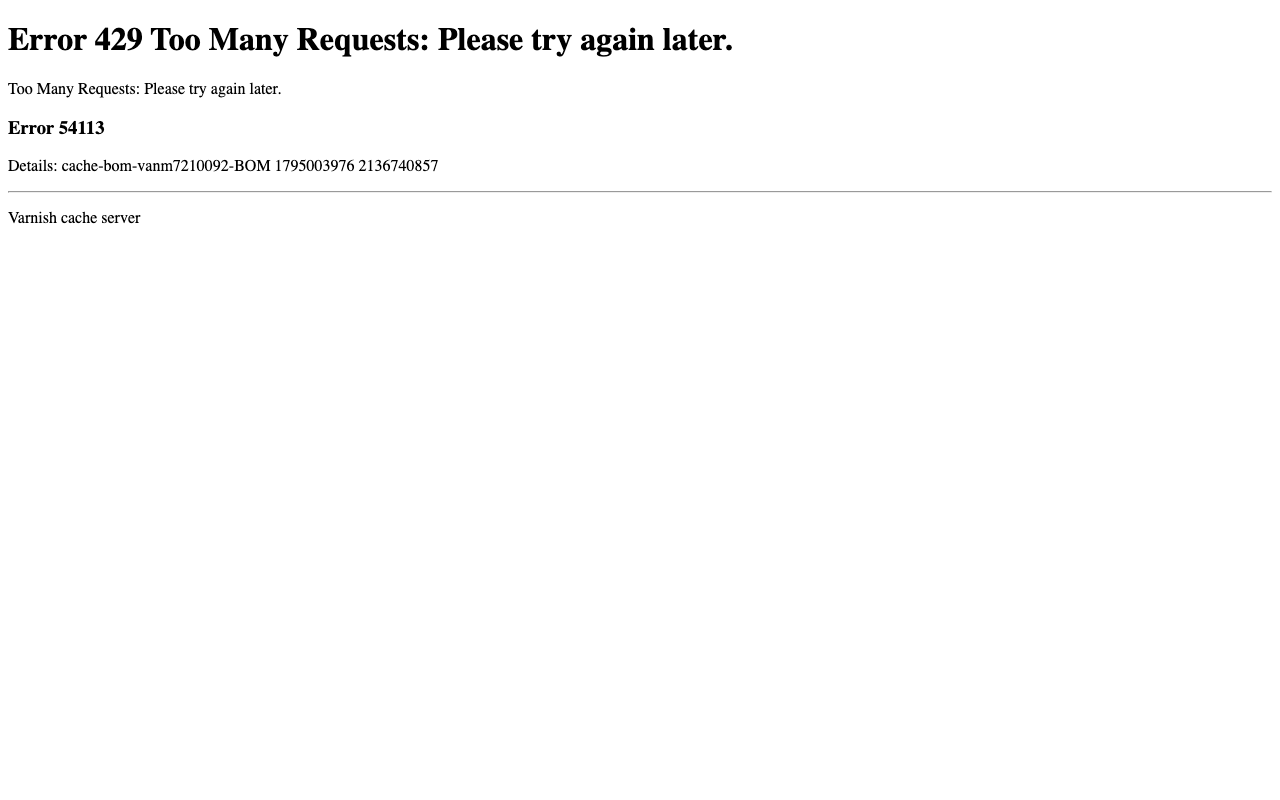 Error 429 Too Many Requests: Please try again later.
Too Many Requests: Please try again later.
Error 54113
Details: cache-bom-vanm7210092-BOM 1795003976 2136740857
Varnish cache server